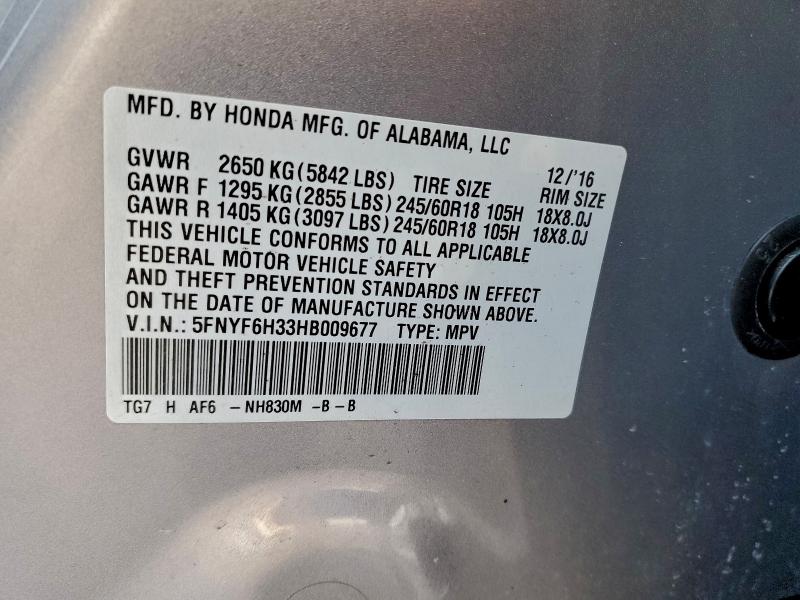 MFD. BY HONDA MFG. OF ALABAMA, LLC
GVWR 2650 KG(5842 LBS) TIRE SIZE 12/'16 RIM SIZE
GAWR F 1295 KG(2855 LBS) 245/60R18 105H 18X8.0J
GAWR R 1405 KG(3097 LBS) 245/60R18 105H 18X8.0J
THIS VEHICLE CONFORMS TO ALL APPLICABLE
FEDERAL MOTOR VEHICLE SAFETY
AND THEFT PREVENTION STANDARDS IN EFFECT
ON THE DATE OF MANUFACTURE SHOWN ABOVE.
V.I.N.: 5FNYF6H33HB009677 TYPE: MPV
TG7 H AF6 -NH830M -B-B